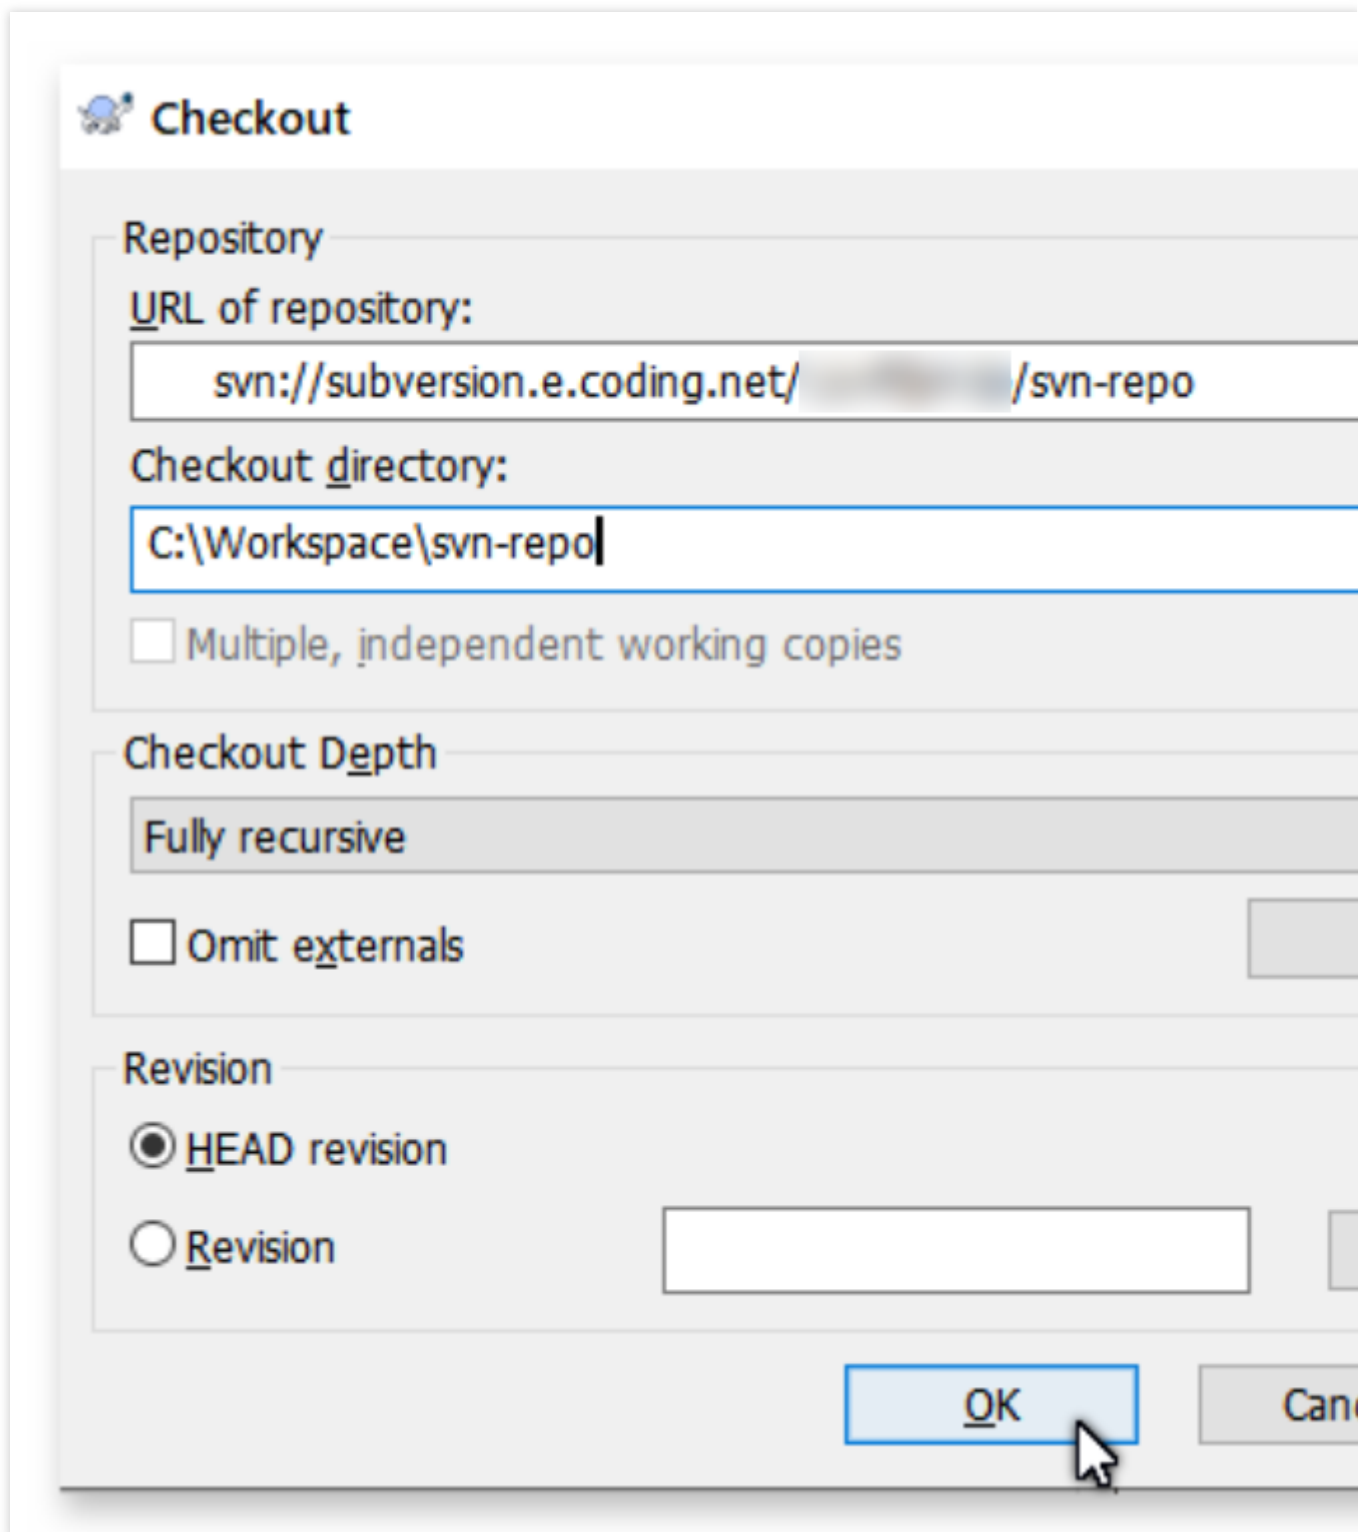 Checkout
Repository
URL of repository:
svn://subversion.e.coding.net/ /svn-repo
Checkout directory:
C:\Workspace\svn-repo
Multiple, independent working copies
Checkout Depth
Fully recursive
Omit externals
Revision
HEAD revision
Revision
OK
Canc